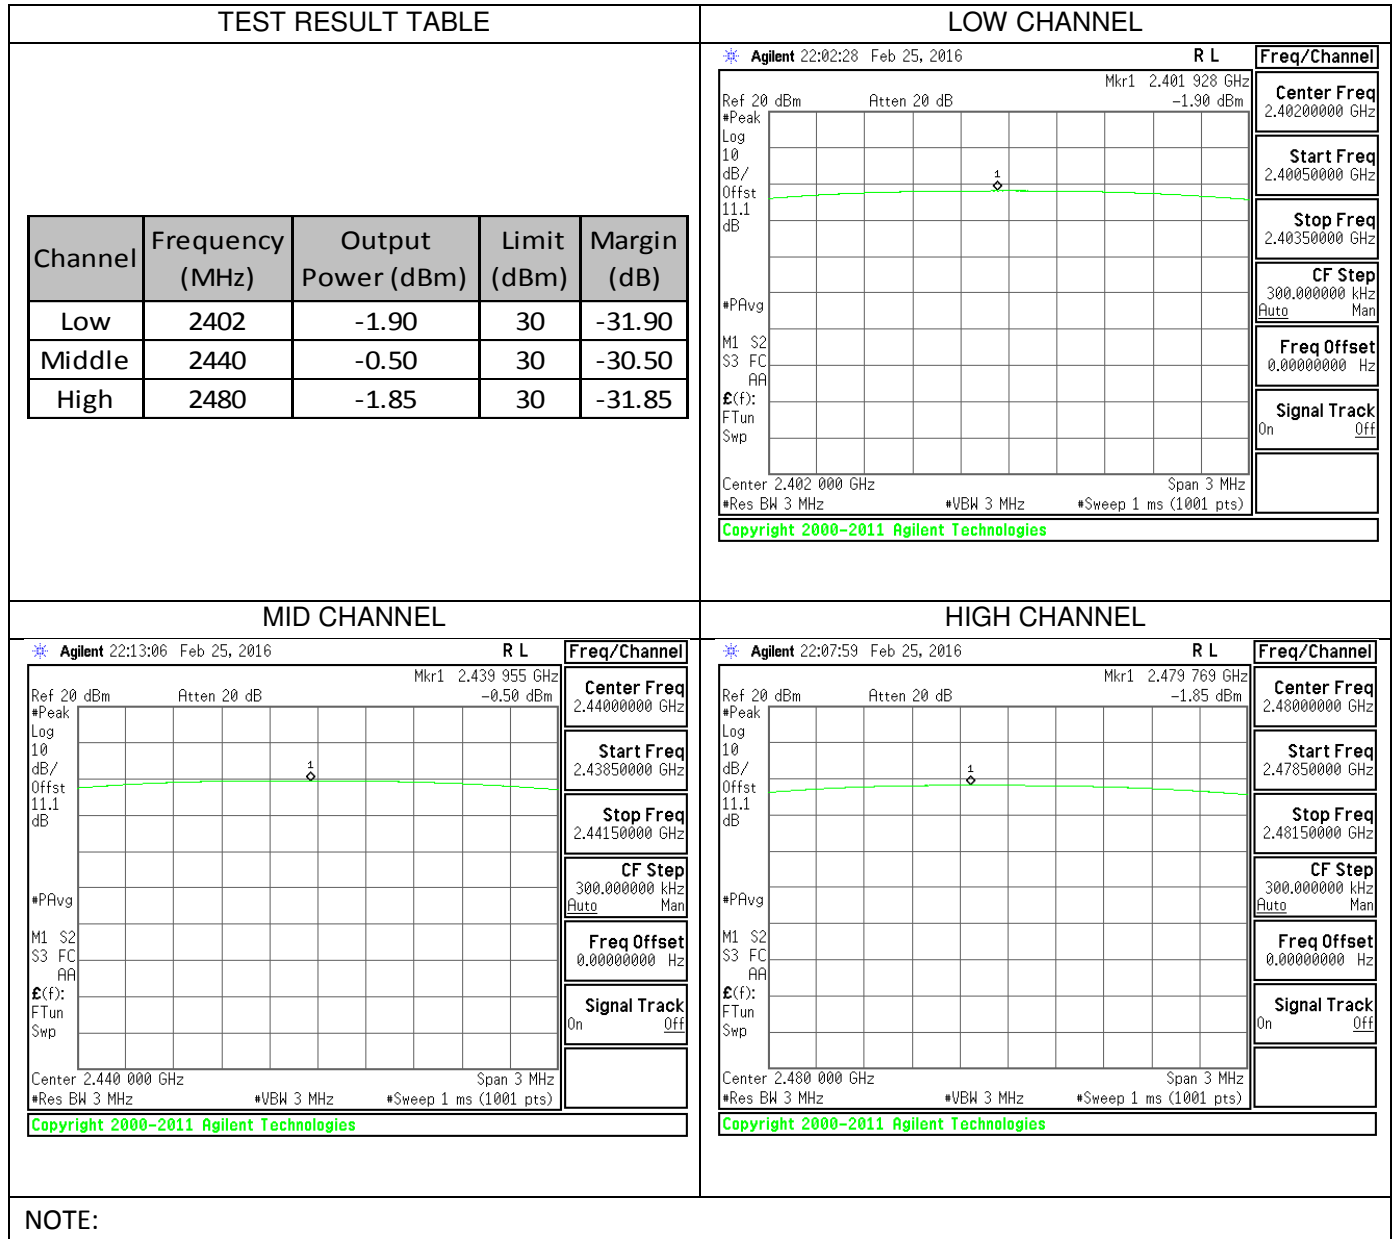 TEST RESULT TABLE
Channel Frequency (MHz) Output Power (dBm) Limit (dBm) Margin (dB)
Low 2402 -1.90 30 -31.90
Middle 2440 -0.50 30 -30.50
High 2480 -1.85 30 -31.85
LOW CHANNEL
Agilent 22:02:28 Feb 25, 2016 R L Freq/Channel
Mkr1 2.401 928 GHz
Ref 20 dBm Atten 20 dB -1.90 dBm
#Peak
Log
10
dB/
Offst
11.1
dB
#PAvg
M1 S2
S3 FC
AA
£(f):
FTun
Swp
1
Center 2.402 000 GHz Span 3 MHz
#Res BW 3 MHz #VBW 3 MHz #Sweep 1 ms (1001 pts)
Center Freq
2.40200000 GHz
Start Freq
2.40050000 GHz
Stop Freq
2.40350000 GHz
CF Step
300.000000 kHz
Auto Man
Freq Offset
0.00000000 Hz
Signal Track
On Off
Copyright 2000-2011 Agilent Technologies
MID CHANNEL
Agilent 22:13:06 Feb 25, 2016 R L Freq/Channel
Mkr1 2.439 955 GHz
Ref 20 dBm Atten 20 dB -0.50 dBm
#Peak
Log
10
dB/
Offst
11.1
dB
#PAvg
M1 S2
S3 FC
AA
£(f):
FTun
Swp
1
Center 2.440 000 GHz Span 3 MHz
#Res BW 3 MHz #VBW 3 MHz #Sweep 1 ms (1001 pts)
Center Freq
2.44000000 GHz
Start Freq
2.43850000 GHz
Stop Freq
2.44150000 GHz
CF Step
300.000000 kHz
Auto Man
Freq Offset
0.00000000 Hz
Signal Track
On Off
Copyright 2000-2011 Agilent Technologies
HIGH CHANNEL
Agilent 22:07:59 Feb 25, 2016 R L Freq/Channel
Mkr1 2.479 769 GHz
Ref 20 dBm Atten 20 dB -1.85 dBm
#Peak
Log
10
dB/
Offst
11.1
dB
#PAvg
M1 S2
S3 FC
AA
£(f):
FTun
Swp
1
Center 2.480 000 GHz Span 3 MHz
#Res BW 3 MHz #VBW 3 MHz #Sweep 1 ms (1001 pts)
Center Freq
2.48000000 GHz
Start Freq
2.47850000 GHz
Stop Freq
2.48150000 GHz
CF Step
300.000000 kHz
Auto Man
Freq Offset
0.00000000 Hz
Signal Track
On Off
Copyright 2000-2011 Agilent Technologies
NOTE: